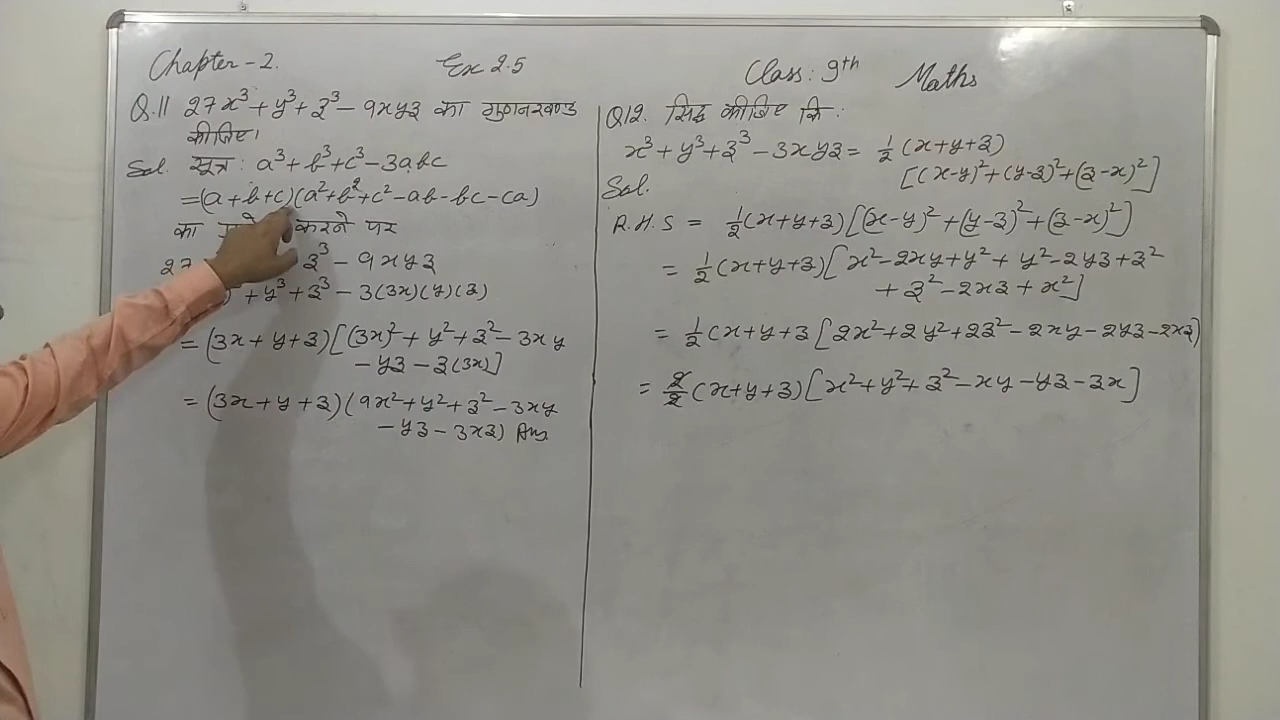 Chapter-2. Ex 2.5 Class: 9th Maths
Q.11 27x³+y³+z³-9xyz का गुणनखण्ड
कीजिए।
Sol. सूत्र: a³+b³+c³-3abc
=(a+b+c)(a²+b²+c²-ab-bc-ca)
का करने पर
27 z³-9xyz
+y³+z³-3(3x)(y)(z)
=(3x+y+z)[(3x)²+y²+z²-3xy
-yz-z(3x)]
=(3x+y+z)(9x²+y²+z²-3xy
-yz-3xz) Ans
Q12. सिद्ध कीजिए कि:
x³+y³+z³-3xyz= ½(x+y+z)
[(x-y)²+(y-z)²+(z-x)²]
Sol.
R.H.S = ½(x+y+z)[(x-y)²+(y-z)²+(z-x)²]
= ½(x+y+z)[x²-2xy+y²+y²-2yz+z²
+z²-2xz+x²]
= ½(x+y+z[2x²+2y²+2z²-2xy-2yz-2xz]
= 2/2(x+y+z)[x²+y²+z²-xy-yz-zx]